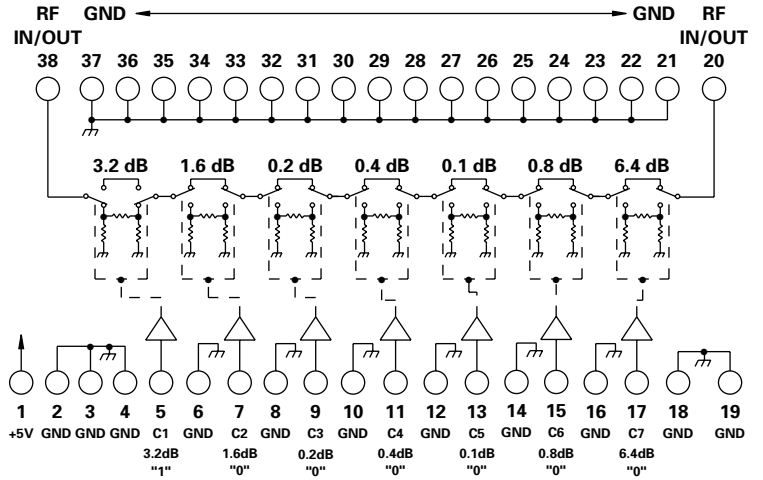 RF GND GND RF
IN/OUT IN/OUT
38 37 36 35 34 33 32 31 30 29 28 27 26 25 24 23 22 21 20
3.2 dB 1.6 dB 0.2 dB 0.4 dB 0.1 dB 0.8 dB 6.4 dB
1 2 3 4 5 6 7 8 9 10 11 12 13 14 15 16 17 18 19
+5V GND GND GND C1 GND C2 GND C3 GND C4 GND C5 GND C6 GND C7 GND GND
3.2dB 1.6dB 0.2dB 0.4dB 0.1dB 0.8dB 6.4dB
"1" "0" "0" "0" "0" "0" "0"